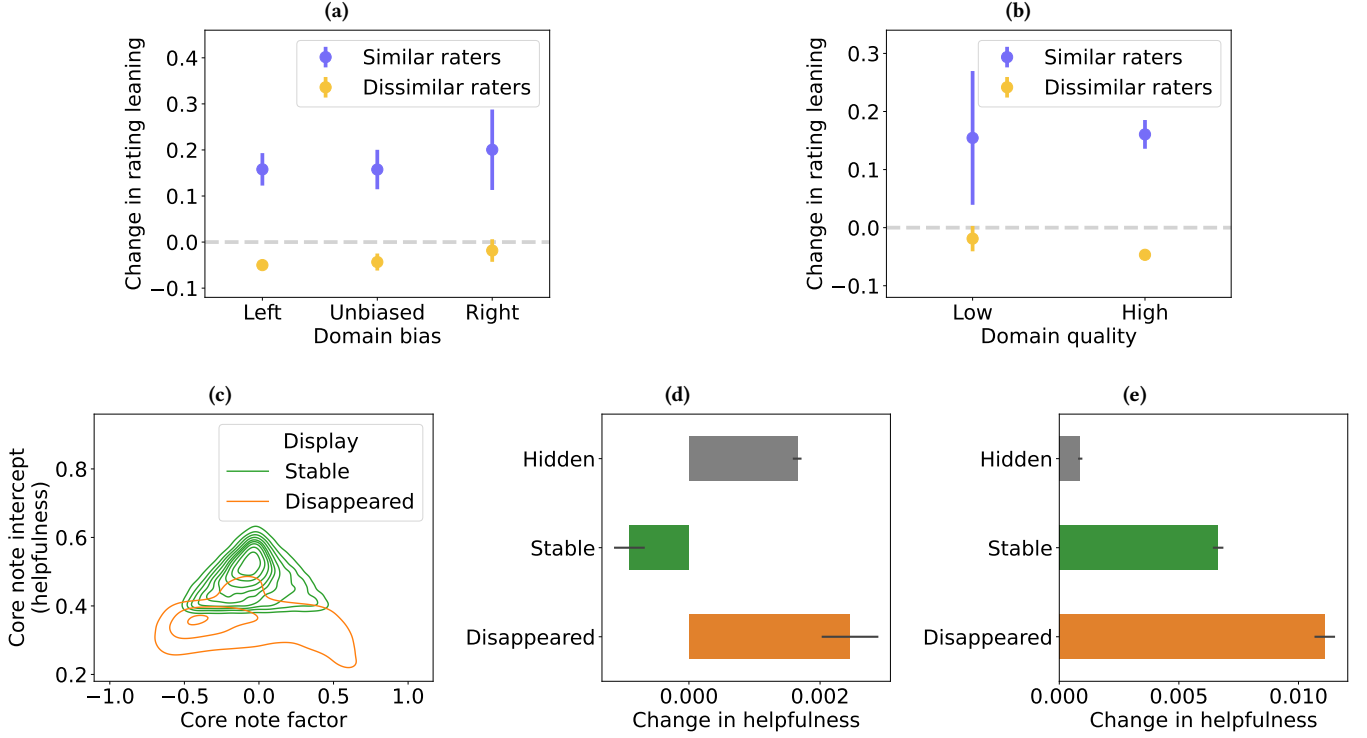 (a)
Change in rating leaning
0.4
0.3
0.2
0.1
0.0
−0.1
Similar raters
Dissimilar raters
Left
Unbiased
Right
Domain bias
(b)
Change in rating leaning
0.3
0.2
0.1
0.0
−0.1
Similar raters
Dissimilar raters
Low
High
Domain quality
(c)
Core note intercept
(helpfulness)
0.8
0.6
0.4
0.2
Display
Stable
Disappeared
−1.0
−0.5
0.0
0.5
1.0
Core note factor
(d)
Hidden
Stable
Disappeared
0.000
0.002
Change in helpfulness
(e)
Hidden
Stable
Disappeared
0.000
0.005
0.010
Change in helpfulness